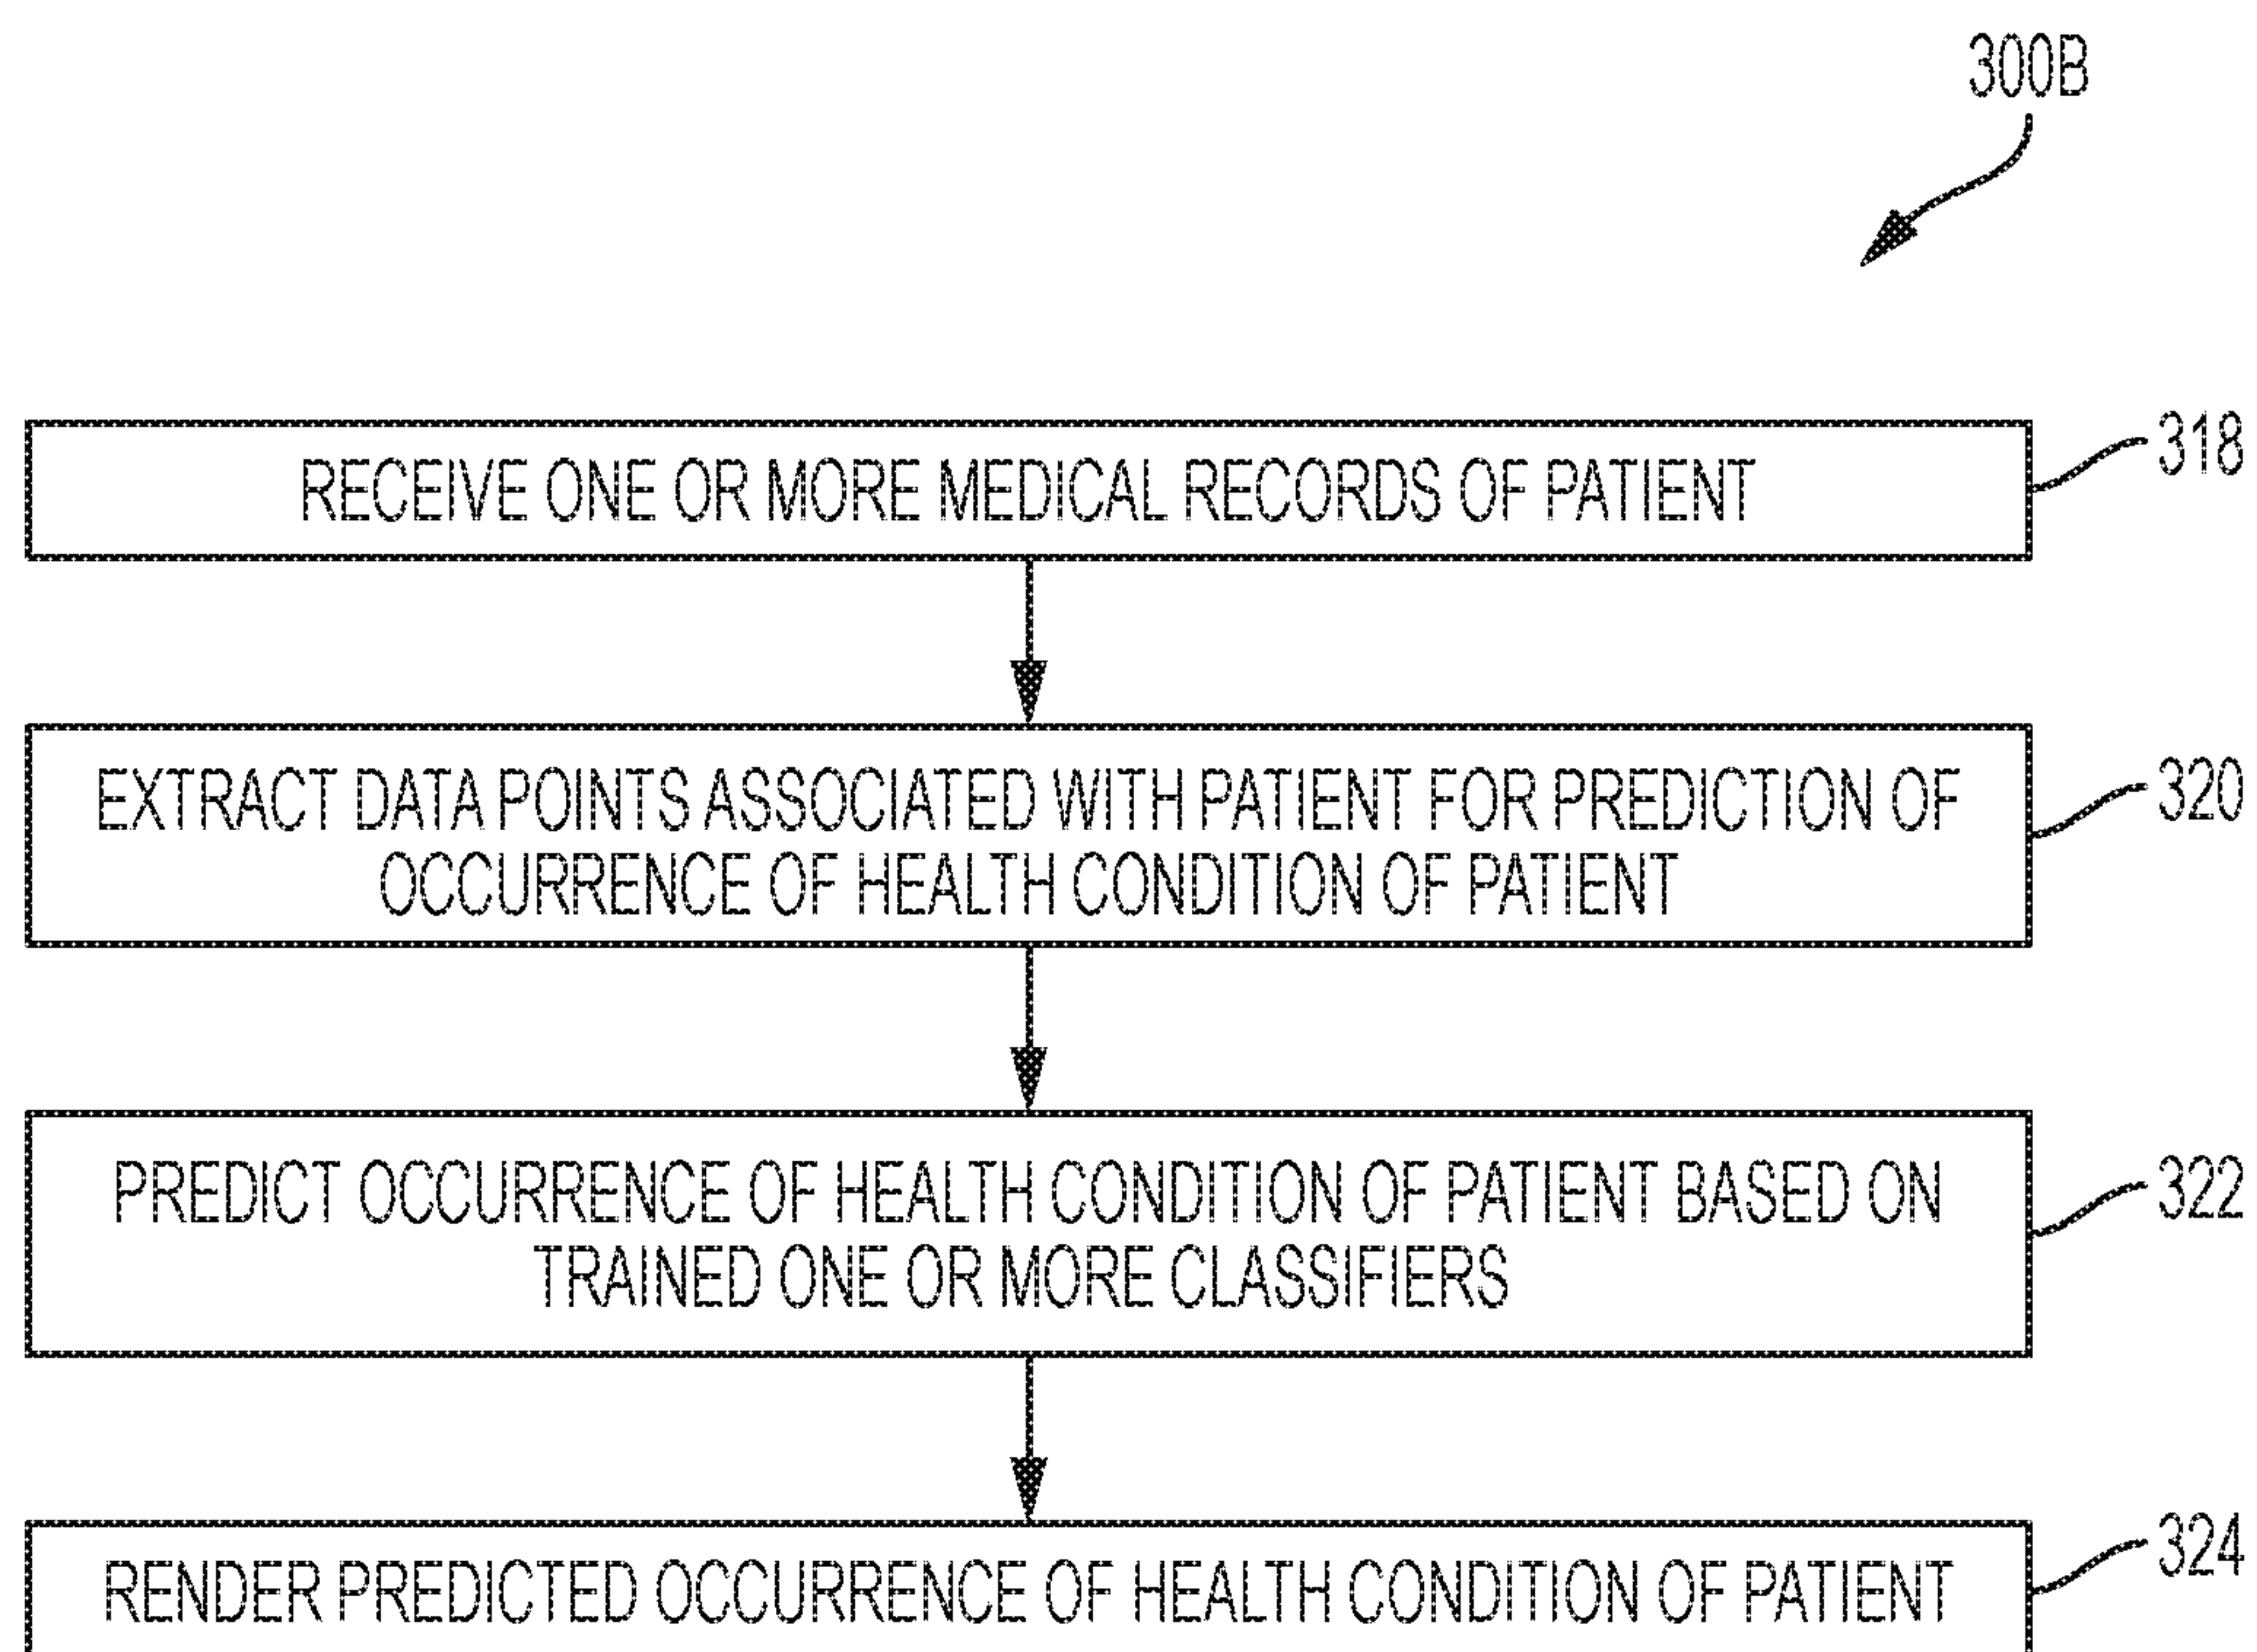 300B
RECEIVE ONE OR MORE MEDICAL RECORDS OF PATIENT
318
EXTRACT DATA POINTS ASSOCIATED WITH PATIENT FOR PREDICTION OF
OCCURRENCE OF HEALTH CONDITION OF PATIENT
320
PREDICT OCCURRENCE OF HEALTH CONDITION OF PATIENT BASED ON
TRAINED ONE OR MORE CLASSIFIERS
322
RENDER PREDICTED OCCURRENCE OF HEALTH CONDITION OF PATIENT
324